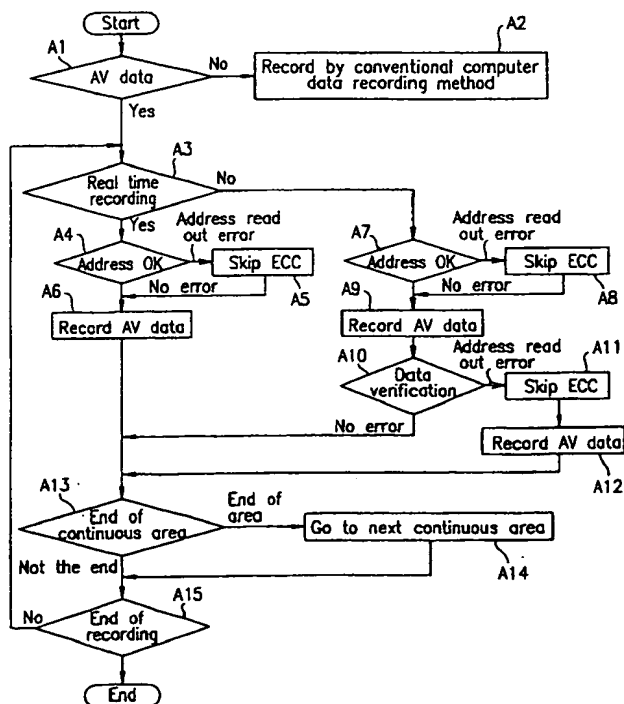 Start
A1
AV data
No
A2
Record by conventional computer
data recording method
Yes
A3
Real time
recording
No
Yes
A4
Address OK
Address read
out error
Skip ECC
A5
No error
A6
Record AV data
A7
Address OK
Address read
out error
Skip ECC
A8
No error
A9
Record AV data
A10
Data
verification
Address read
out error
A11
Skip ECC
No error
Record AV data
A12
A13
End of
continuous area
End of
area
Go to next continuous area
A14
Not the end
A15
No
End of
recording
End